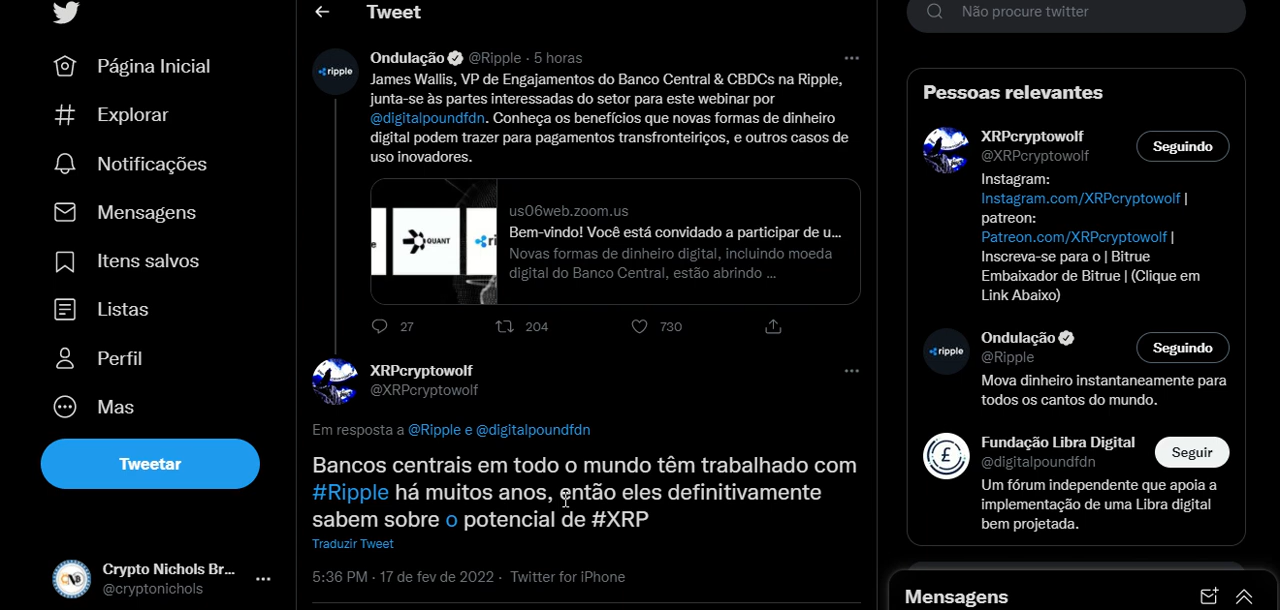 Tweet
Página Inicial
Explorar
Notificações
Mensagens
Itens salvos
Listas
Perfil
Mas
Tweetar
Crypto Nichols Br...
@cryptonichols
ripple
Ondulação @Ripple · 5 horas
James Wallis, VP de Engajamentos do Banco Central & CBDCs na Ripple,
junta-se às partes interessadas do setor para este webinar por
@digitalpoundfdn. Conheça os benefícios que novas formas de dinheiro
digital podem trazer para pagamentos transfronteiriços, e outros casos de
uso inovadores.
QUANT
us06web.zoom.us
Bem-vindo! Você está convidado a participar de u...
Novas formas de dinheiro digital, incluindo moeda
digital do Banco Central, estão abrindo ...
27 204 730
XRPcryptowolf
@XRPcryptowolf
Em resposta a @Ripple e @digitalpoundfdn
Bancos centrais em todo o mundo têm trabalhado com
#Ripple há muitos anos, então eles definitivamente
sabem sobre o potencial de #XRP
Traduzir Tweet
5:36 PM · 17 de fev de 2022 · Twitter for iPhone
Não procure twitter
Pessoas relevantes
XRPcryptowolf
@XRPcryptowolf
Seguindo
Instagram:
Instagram.com/XRPcryptowolf |
patreon:
Patreon.com/XRPcryptowolf |
Inscreva-se para o | Bitrue
Embaixador de Bitrue | (Clique em
Link Abaixo)
ripple
Ondulação
@Ripple
Seguindo
Mova dinheiro instantaneamente para
todos os cantos do mundo.
Fundação Libra Digital
@digitalpoundfdn
Seguir
Um fórum independente que apoia a
implementação de uma Libra digital
bem projetada.
Mensagens